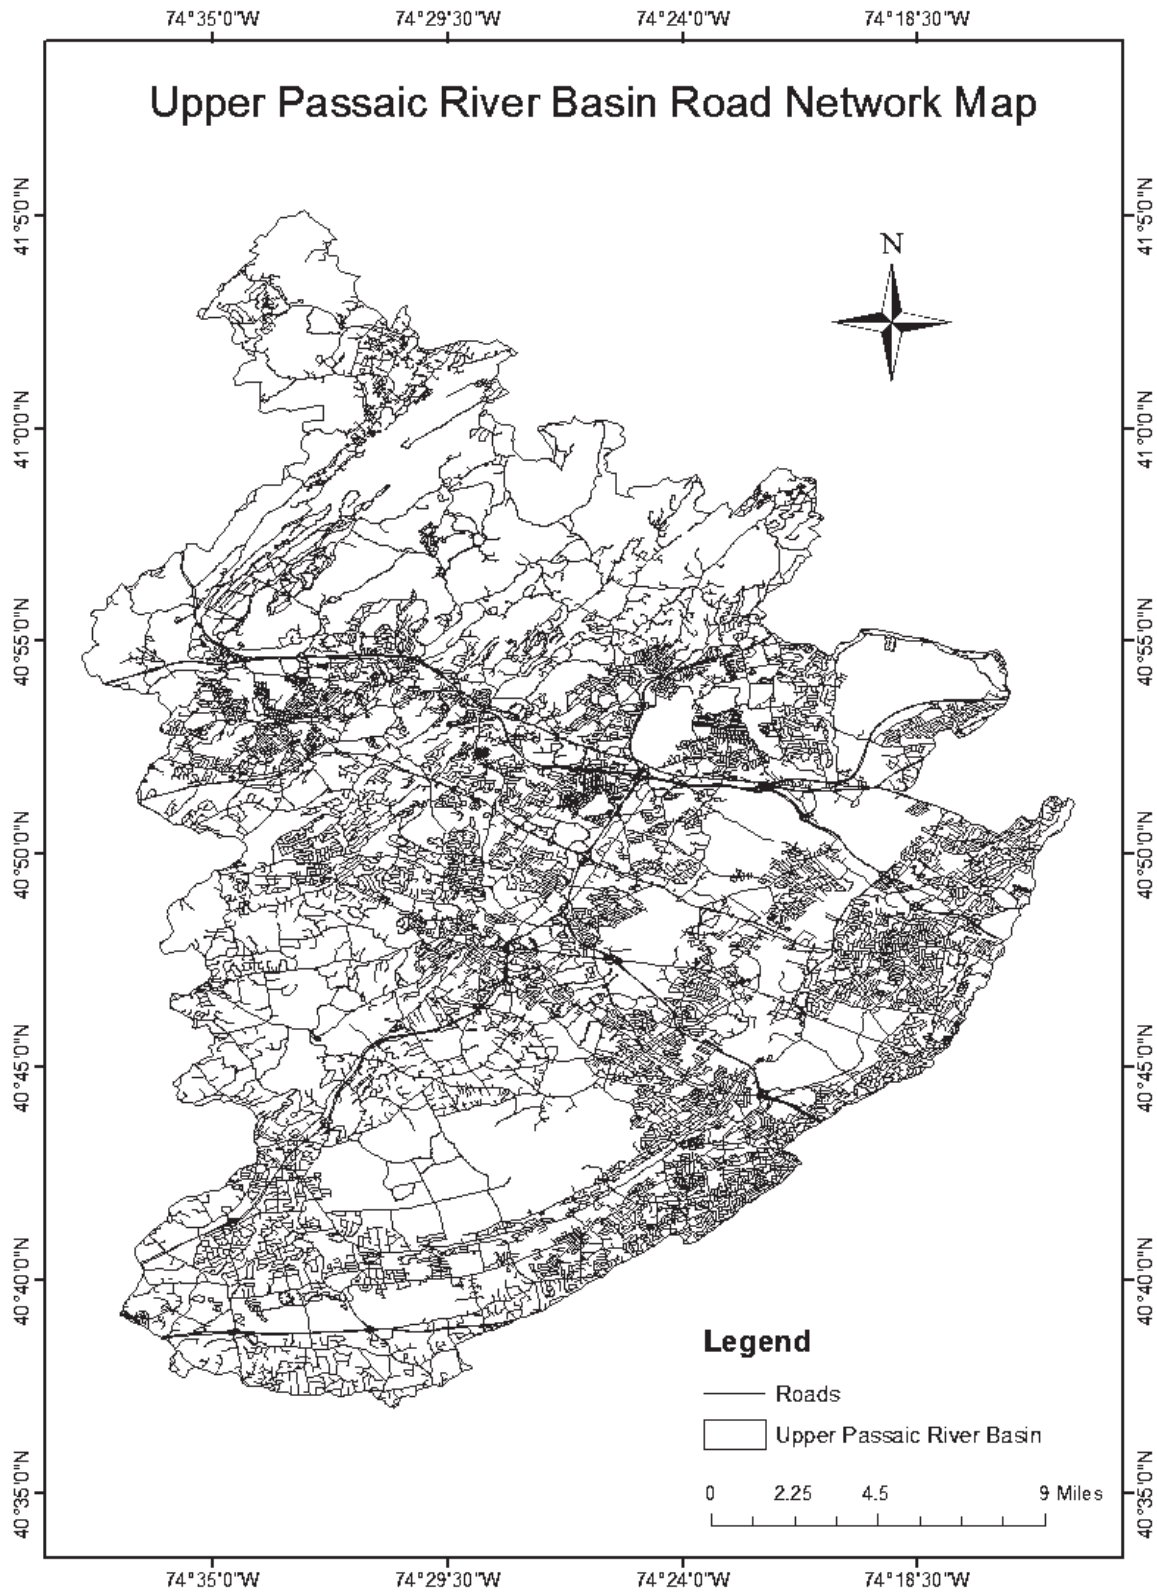 74°35'0"W 74°29'30"W 74°24'0"W 74°18'30"W
Upper Passaic River Basin Road Network Map
41°5'0"N 41°5'0"N
N
41°0'0"N 41°0'0"N
40°55'0"N 40°55'0"N
40°50'0"N 40°50'0"N
40°45'0"N 40°45'0"N
40°40'0"N 40°40'0"N
Legend
Roads
Upper Passaic River Basin
0 2.25 4.5 9 Miles
40°35'0"N 40°35'0"N
74°35'0"W 74°29'30"W 74°24'0"W 74°18'30"W